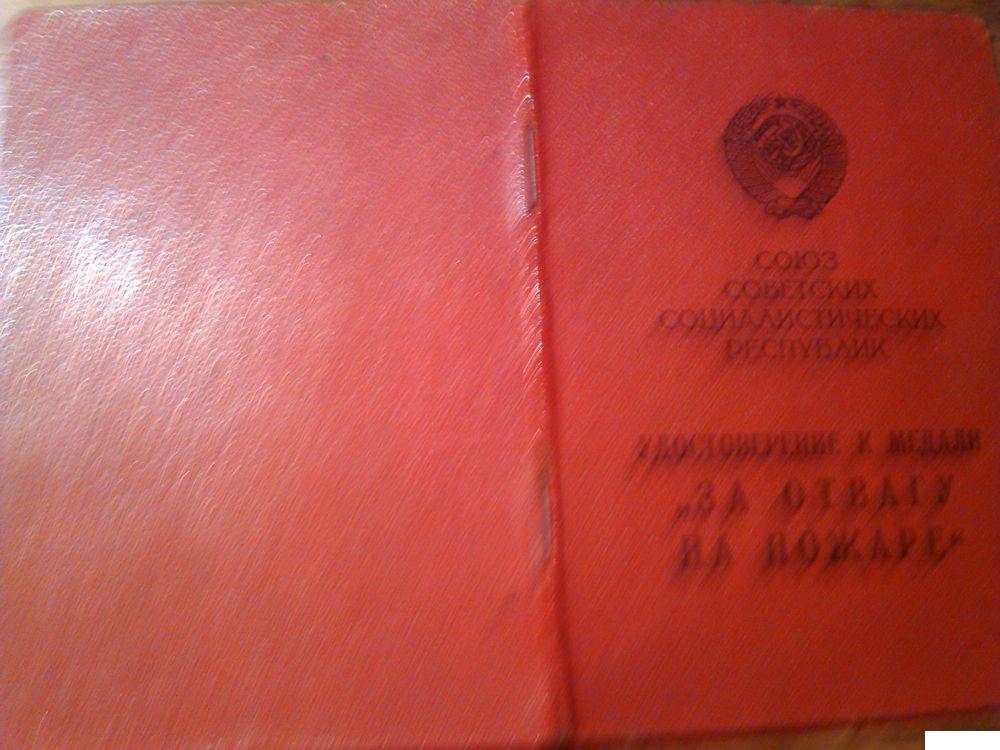 СОЮЗ
СОВЕТСКИХ
СОЦИАЛИСТИЧЕСКИХ
РЕСПУБЛИК
УДОСТОВЕРЕНИЕ К МЕДАЛИ
„ЗА ОТВАГУ
НА ПОЖАРЕ“